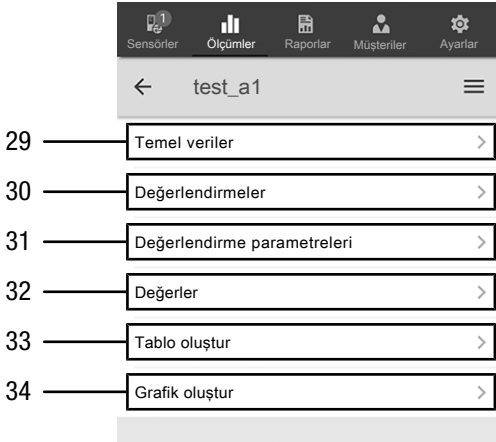 1
Sensörler Ölçümler Raporlar Müşteriler Ayarlar
test_a1
29 Temel veriler
30 Değerlendirmeler
31 Değerlendirme parametreleri
32 Değerler
33 Tablo oluştur
34 Grafik oluştur